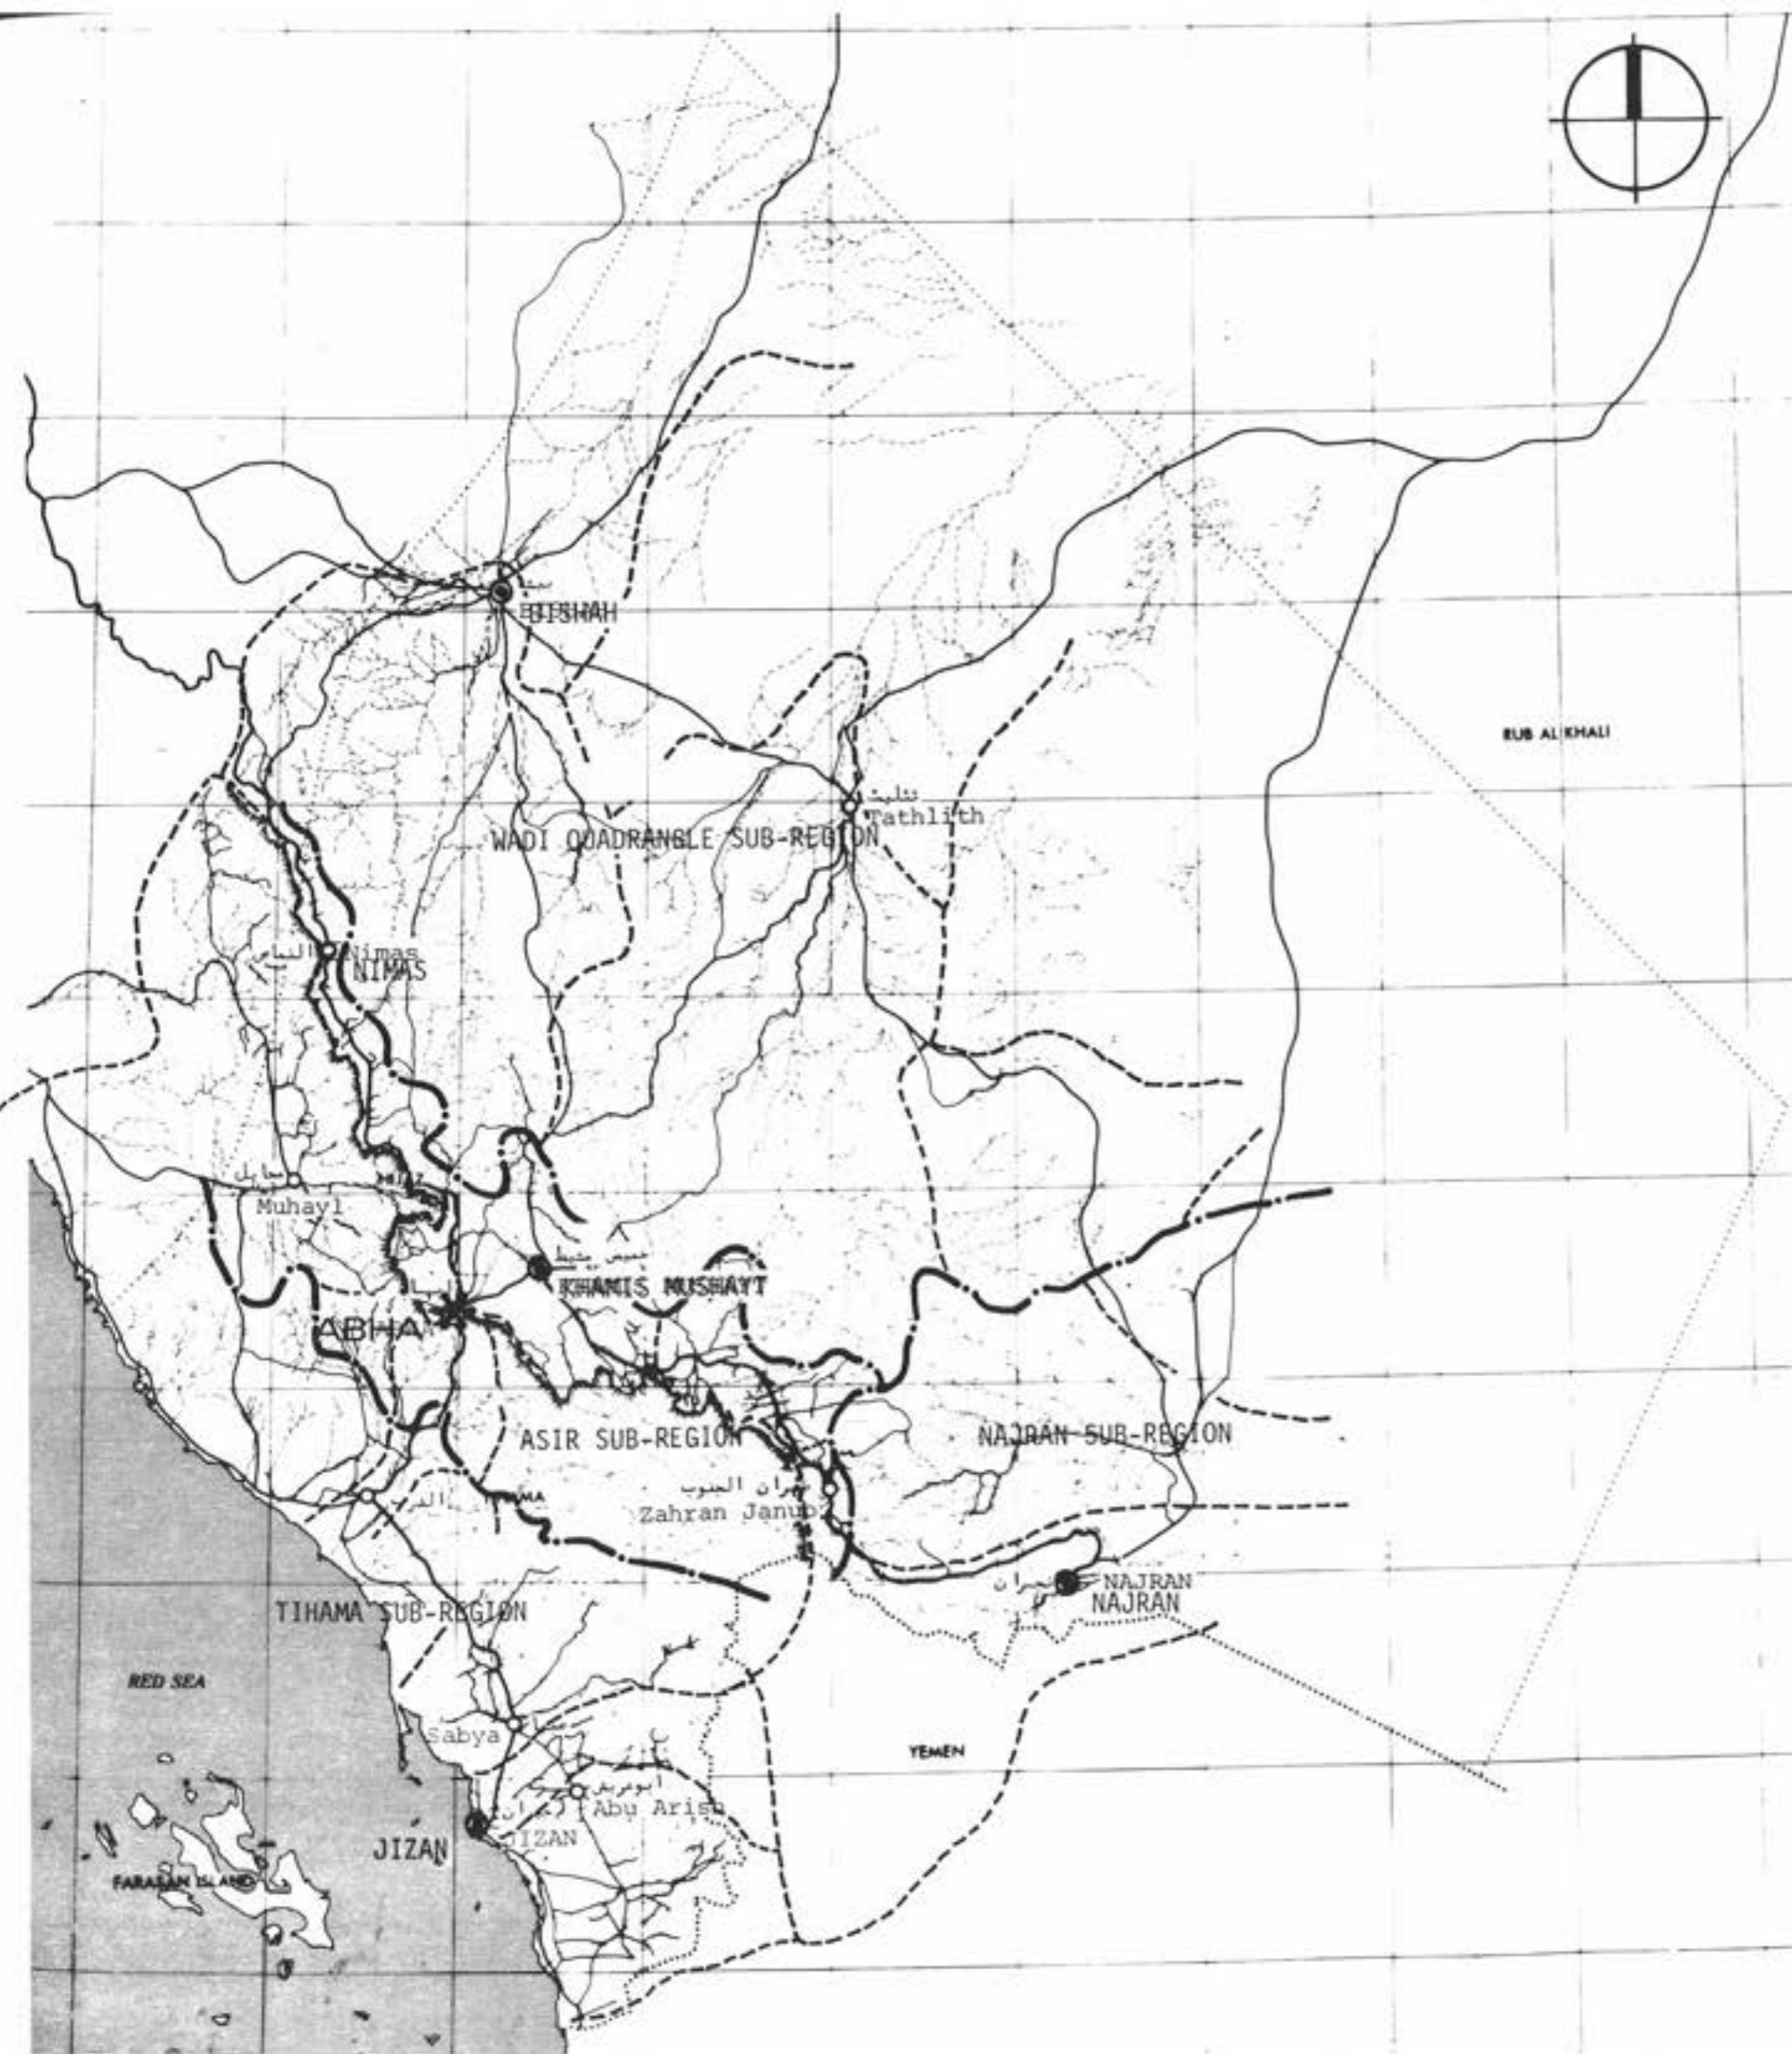 RUB AL KHALI
BISHAH
تثليث
Tathlith
WADI QUADRANGLE SUB-REGION
Nimas
NIMAS
Muhayl
خميس مشيط
KHAMIS MUSHAYT
ABHA
ASIR SUB-REGION
NAJRAN SUB-REGION
ظهران الجنوب
Zahran Janub
NAJRAN
NAJRAN
TIHAMA SUB-REGION
RED SEA
Sabya
YEMEN
أبو عريش
Abu Arish
JIZAN
JIZAN
FARASAN ISLAND